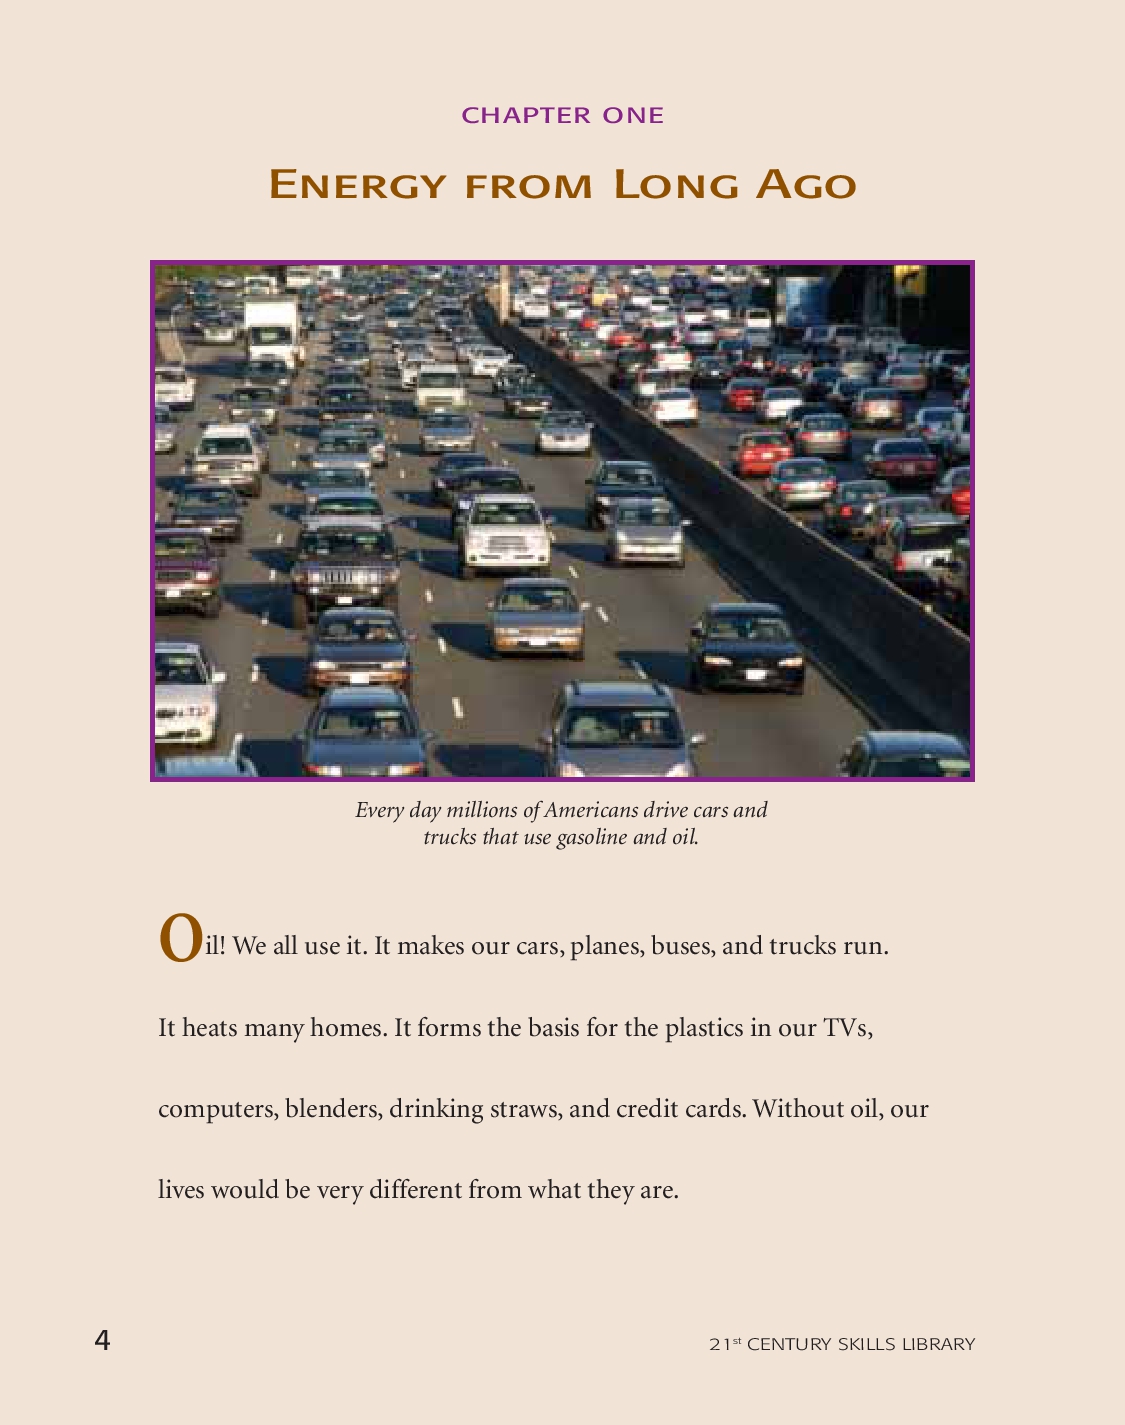 CHAPTER ONE
ENERGY FROM LONG AGO
Every day millions of Americans drive cars and
trucks that use gasoline and oil.
Oil! We all use it. It makes our cars, planes, buses, and trucks run.
It heats many homes. It forms the basis for the plastics in our TVs,
computers, blenders, drinking straws, and credit cards. Without oil, our
lives would be very different from what they are.
4
21st CENTURY SKILLS LIBRARY